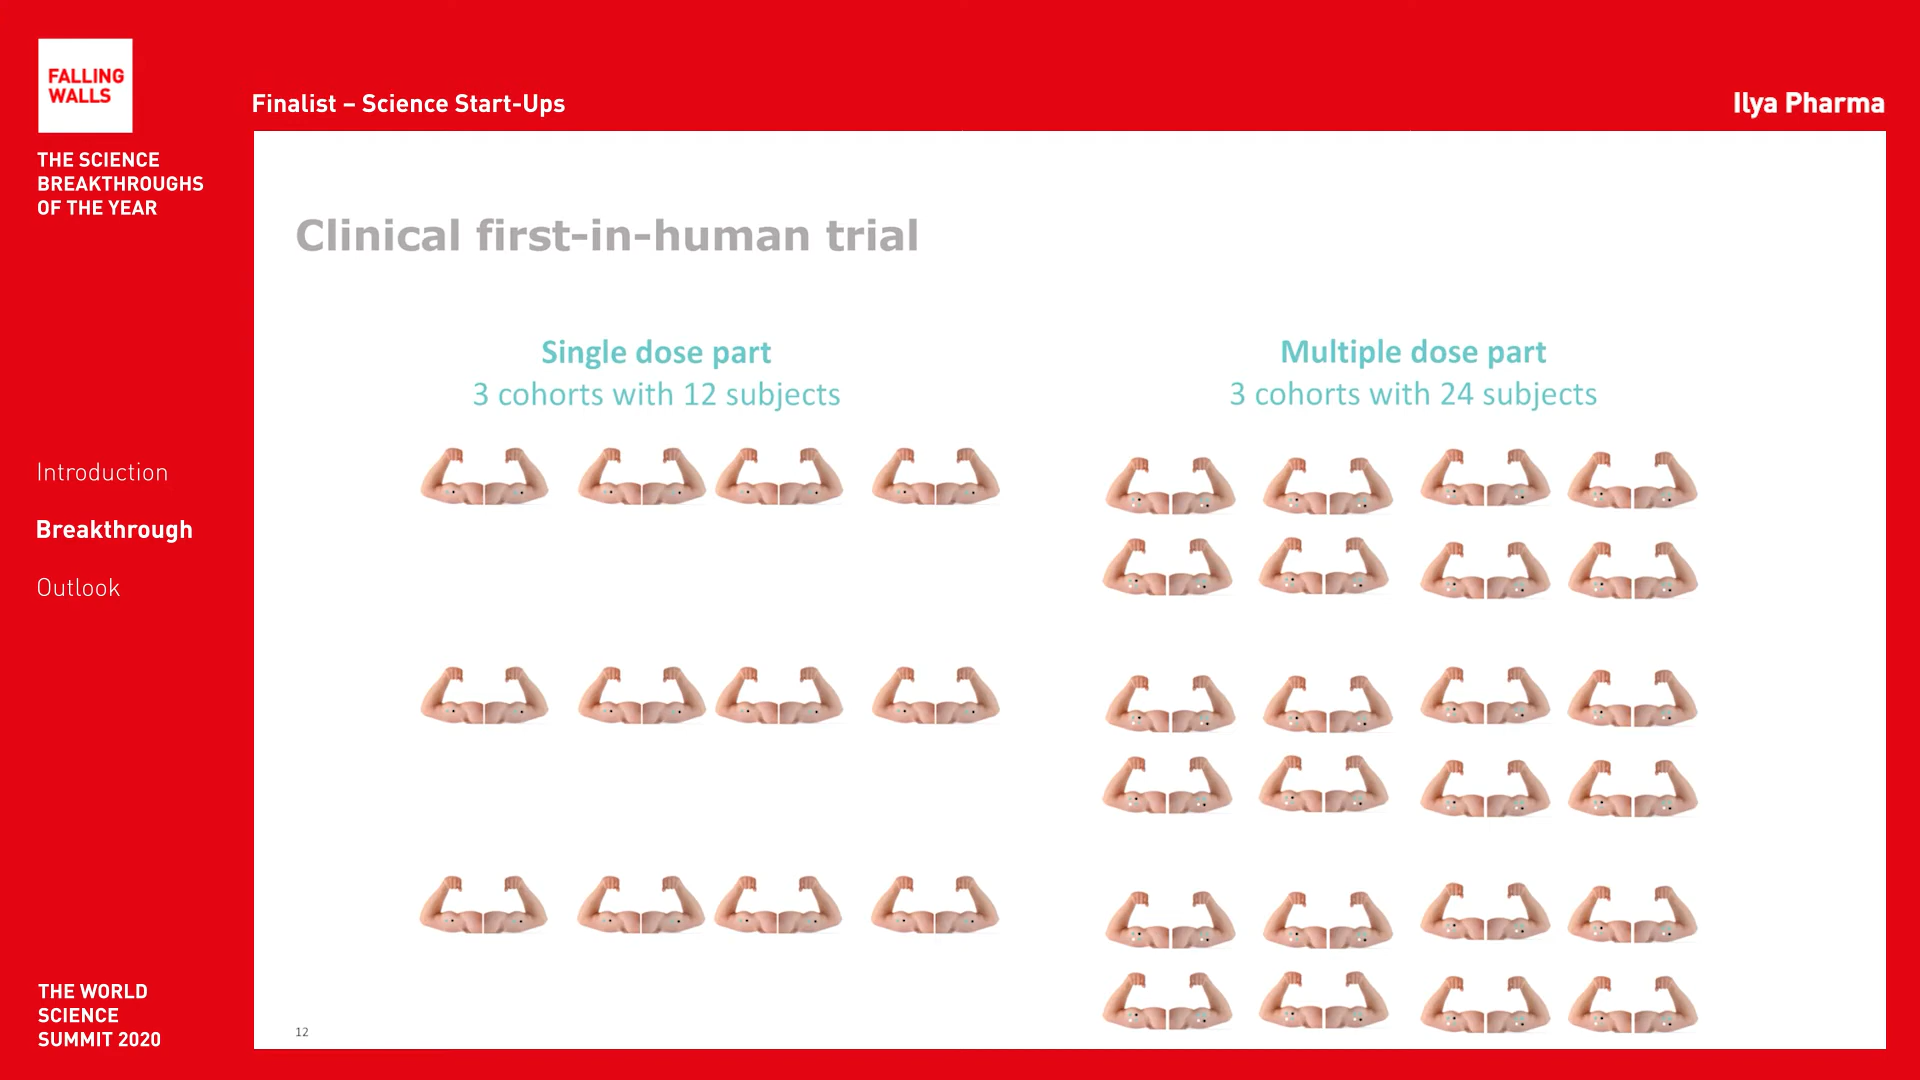 FALLING
WALLS
THE SCIENCE
BREAKTHROUGHS
OF THE YEAR
Finalist – Science Start-Ups
Ilya Pharma
Introduction
Breakthrough
Outlook
THE WORLD
SCIENCE
SUMMIT 2020
Clinical first-in-human trial
Single dose part
3 cohorts with 12 subjects
Multiple dose part
3 cohorts with 24 subjects
12